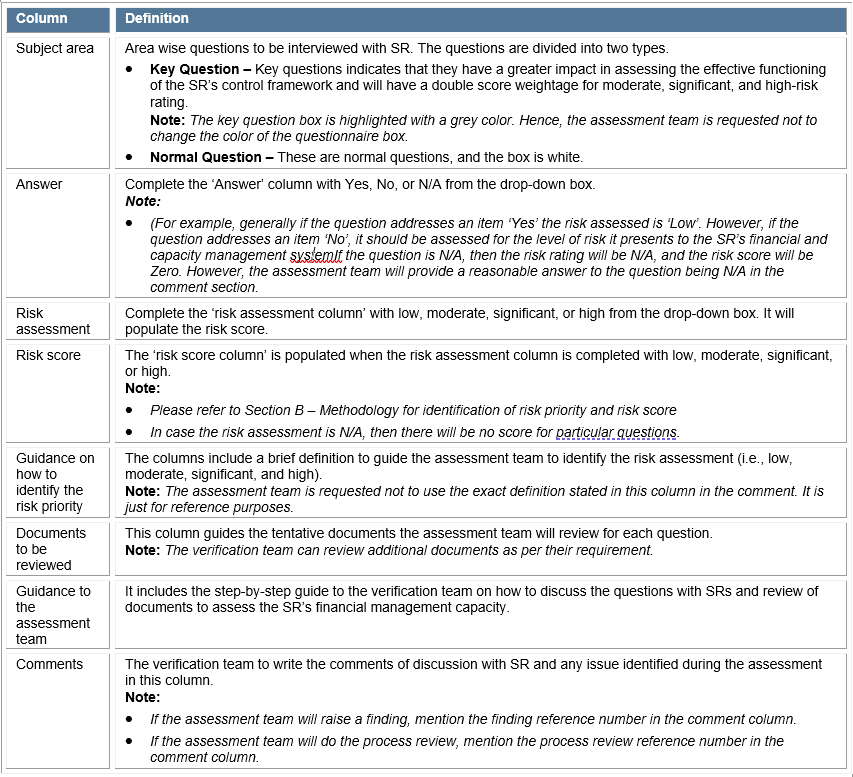 Column Definition
Subject area
Area wise questions to be interviewed with SR. The questions are divided into two types.
• Key Question – Key questions indicates that they have a greater impact in assessing the effective functioning
of the SR's control framework and will have a double score weightage for moderate, significant, and high-risk
rating.
Note: The key question box is highlighted with a grey color. Hence, the assessment team is requested not to
change the color of the questionnaire box.
• Normal Question – These are normal questions, and the box is white.
Answer
Complete the 'Answer' column with Yes, No, or N/A from the drop-down box.
Note:
• (For example, generally if the question addresses an item 'Yes' the risk assessed is 'Low'. However, if the
question addresses an item 'No', it should be assessed for the level of risk it presents to the SR's financial and
capacity management systemIf the question is N/A, then the risk rating will be N/A, and the risk score will be
Zero. However, the assessment team will provide a reasonable answer to the question being N/A in the
comment section.
Risk
assessment
Complete the 'risk assessment column' with low, moderate, significant, or high from the drop-down box. It will
populate the risk score.
Risk score
The 'risk score column' is populated when the risk assessment column is completed with low, moderate, significant,
or high.
Note:
• Please refer to Section B – Methodology for identification of risk priority and risk score
• In case the risk assessment is N/A, then there will be no score for particular questions.
Guidance on
how to
identify the
risk priority
The columns include a brief definition to guide the assessment team to identify the risk assessment (i.e., low,
moderate, significant, and high).
Note: The assessment team is requested not to use the exact definition stated in this column in the comment. It is
just for reference purposes.
Documents
to be
reviewed
This column guides the tentative documents the assessment team will review for each question.
Note: The verification team can review additional documents as per their requirement.
Guidance to
the
assessment
team
It includes the step-by-step guide to the verification team on how to discuss the questions with SRs and review of
documents to assess the SR's financial management capacity.
Comments
The verification team to write the comments of discussion with SR and any issue identified during the assessment
in this column.
Note:
• If the assessment team will raise a finding, mention the finding reference number in the comment column.
• If the assessment team will do the process review, mention the process review reference number in the
comment column.